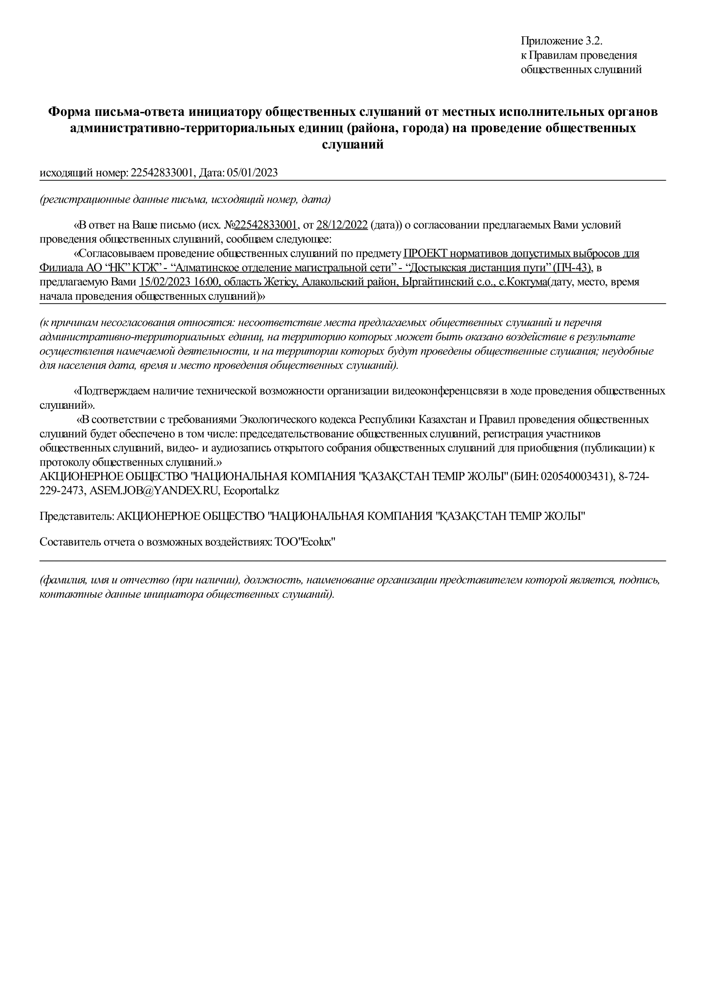 Приложение 3.2.
к Правилам проведения
общественных слушаний
Форма письма-ответа инициатору общественных слушаний от местных исполнительных органов
административно-территориальных единиц (района, города) на проведение общественных
слушаний
исходящий номер: 22542833001, Дата: 05/01/2023
(регистрационные данные письма, исходящий номер, дата)
«В ответ на Ваше письмо (исх. №22542833001, от 28/12/2022 (дата)) о согласовании предлагаемых Вами условий
проведения общественных слушаний, сообщаем следующее:
«Согласовываем проведение общественных слушаний по предмету ПРОЕКТ нормативов допустимых выбросов для
Филиала АО “НК” КТЖ” - “Алматинское отделение магистральной сети” - “Достыкская дистанция пути” (ПЧ-43), в
предлагаемую Вами 15/02/2023 16:00, область Жетісу, Алакольский район, Ыргайтинский с.о., с.Коктума(дату, место, время
начала проведения общественных слушаний)»
(к причинам несогласования относятся: несоответствие места предлагаемых общественных слушаний и перечня
административно-территориальных единиц, на территорию которых может быть оказано воздействие в результате
осуществления намечаемой деятельности, и на территории которых будут проведены общественные слушания; неудобные
для населения дата, время и место проведения общественных слушаний).
«Подтверждаем наличие технической возможности организации видеоконференцсвязи в ходе проведения общественных
слушаний».
«В соответствии с требованиями Экологического кодекса Республики Казахстан и Правил проведения общественных
слушаний будет обеспечено в том числе: председательствование общественных слушаний, регистрация участников
общественных слушаний, видео- и аудиозапись открытого собрания общественных слушаний для приобщения (публикации) к
протоколу общественных слушаний.»
АКЦИОНЕРНОЕ ОБЩЕСТВО "НАЦИОНАЛЬНАЯ КОМПАНИЯ "ҚАЗАҚСТАН ТЕМІР ЖОЛЫ" (БИН: 020540003431), 8-724-
229-2473, ASEM.JOB@YANDEX.RU, Ecoportal.kz
Представитель: АКЦИОНЕРНОЕ ОБЩЕСТВО "НАЦИОНАЛЬНАЯ КОМПАНИЯ "ҚАЗАҚСТАН ТЕМІР ЖОЛЫ"
Составитель отчета о возможных воздействиях: ТОО"Ecolux"
(фамилия, имя и отчество (при наличии), должность, наименование организации представителем которой является, подпись,
контактные данные инициатора общественных слушаний).